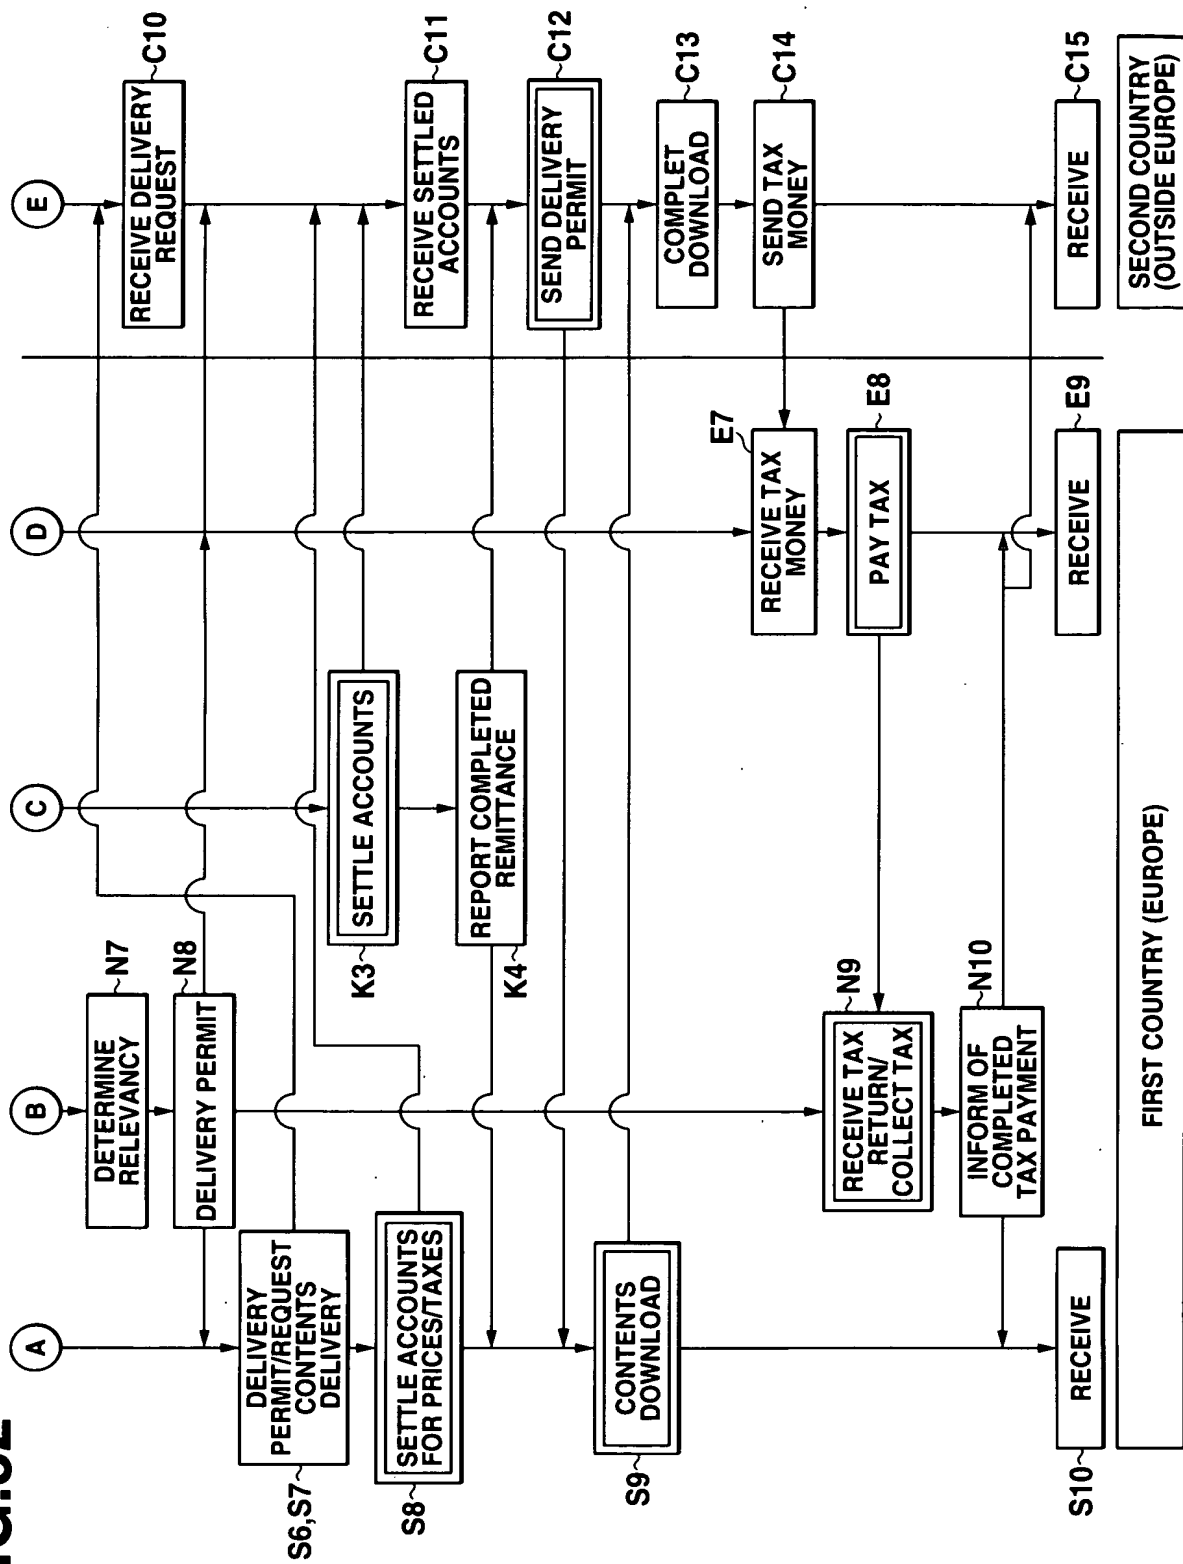 A
B
C
D
E
DETERMINE
RELEVANCY
N7
DELIVERY PERMIT
N8
RECEIVE DELIVERY
REQUEST
C10
DELIVERY
PERMIT/REQUEST
CONTENTS
DELIVERY
S6,S7
SETTLE ACCOUNTS
FOR PRICES/TAXES
S8
SETTLE ACCOUNTS
K3
RECEIVE SETTLED
ACCOUNTS
C11
REPORT COMPLETED
REMITTANCE
K4
SEND DELIVERY
PERMIT
C12
CONTENTS
DOWNLOAD
S9
COMPLET
DOWNLOAD
C13
SEND TAX
MONEY
C14
RECEIVE TAX
MONEY
E7
PAY TAX
E8
RECEIVE TAX
RETURN/
COLLECT TAX
N9
INFORM OF
COMPLETED
TAX PAYMENT
N10
RECEIVE
S10
RECEIVE
E9
RECEIVE
C15
FIRST COUNTRY (EUROPE)
SECOND COUNTRY
(OUTSIDE EUROPE)